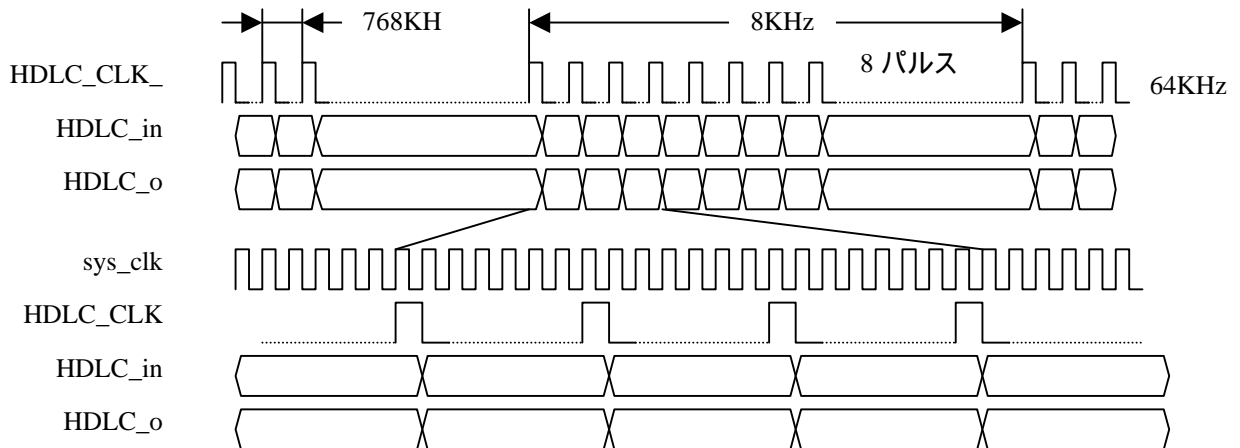 768KH
8KHz
HDLC_CLK_
8 パルス
64KHz
HDLC_in
HDLC_o
sys_clk
HDLC_CLK
HDLC_in
HDLC_o